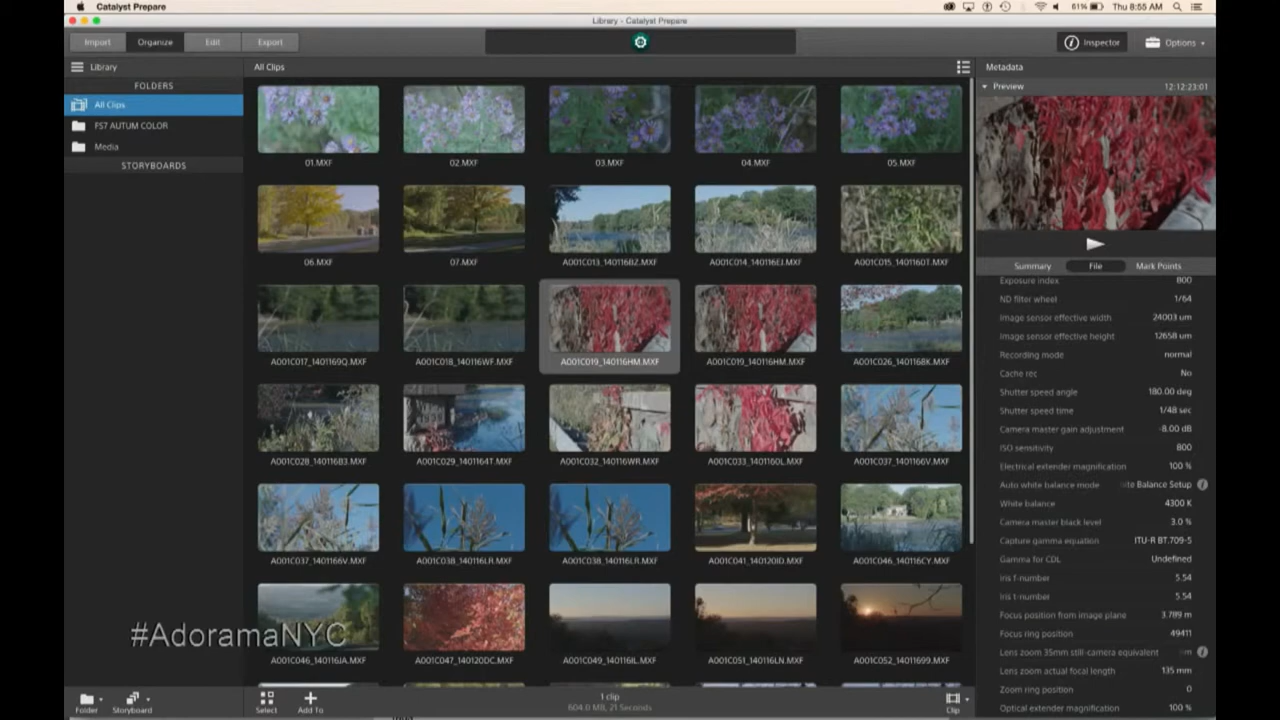 Catalyst Prepare
61%
Thu 8:55 AM
Library - Catalyst Prepare
Import
Organize
Edit
Export
Inspector
Options
Library
All Clips
Metadata
FOLDERS
All Clips
FS7 AUTUM COLOR
Media
STORYBOARDS
01.MXF
02.MXF
03.MXF
04.MXF
05.MXF
06.MXF
07.MXF
A001C013_140116BZ.MXF
A001C014_140116EJ.MXF
A001C015_140116DT.MXF
A001C017_1401169Q.MXF
A001C018_140116WF.MXF
A001C019_140116HM.MXF
A001C019_140116HM.MXF
A001C026_140116BK.MXF
A001C028_140116B3.MXF
A001C029_1401164T.MXF
A001C032_140116WR.MXF
A001C033_140116OL.MXF
A001C037_1401166V.MXF
A001C037_1401166V.MXF
A001C038_140116LR.MXF
A001C038_140116LR.MXF
A001C041_140120ID.MXF
A001C046_140116CY.MXF
A001C046_140116JA.MXF
A001C047_140120DC.MXF
A001C049_140116IL.MXF
A001C051_140116LN.MXF
A001C052_14011699.MXF
#AdoramaNYC
Folder
Storyboard
Select
Add To
1 clip
604.0 MB, 21 Seconds
Clip
Preview
12:12:23:01
Summary
File
Mark Points
Exposure index 800
ND filter wheel 1/64
Image sensor effective width 24003 um
Image sensor effective height 12658 um
Recording mode normal
Cache rec No
Shutter speed angle 180.00 deg
Shutter speed time 1/48 sec
Camera master gain adjustment -8.00 dB
ISO sensitivity 800
Electrical extender magnification 100 %
Auto white balance mode to Balance Setup
White balance 4300 K
Camera master black level 3.0 %
Capture gamma equation ITU-R BT.709-5
Gamma for CDL Undefined
Iris f-number 5.54
Iris t-number 5.54
Focus position from image plane 3.789 m
Focus ring position 49411
Lens zoom 35mm still-camera equivalent m
Lens zoom actual focal length 135 mm
Zoom ring position 0
Optical extender magnification 100 %